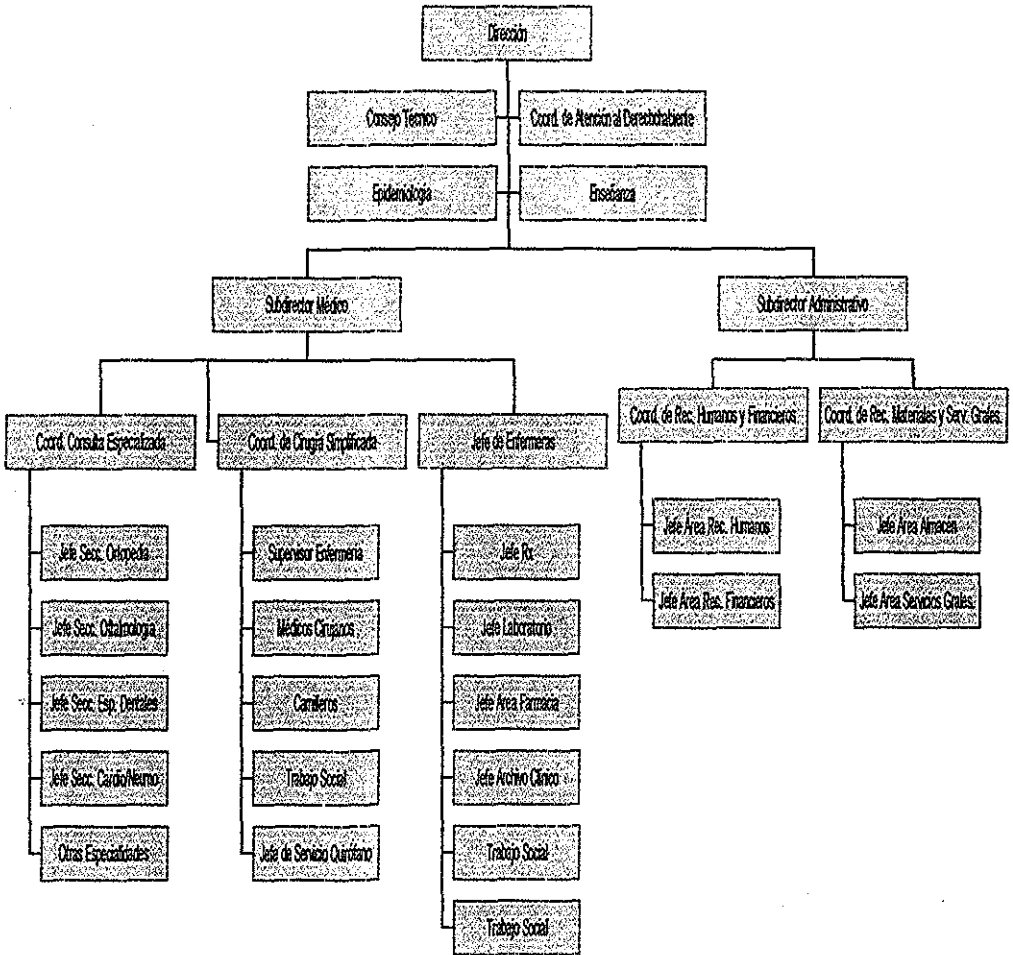 Dirección
Consejo Técnico
Coord. de Atención al Derechohabiente
Epidemiología
Enseñanza
Subdirector Médico
Subdirector Administrativo
Coord. Consulta Especializada
Coord. de Cirugía Simplificada
Jefe de Enfermeras
Coord. de Rec. Humanos y Financieros
Coord. de Rec. Materiales y Serv. Grales.
Jefe Secc. Ortopedia
Jefe Secc. Oftalmología
Jefe Secc. Esp. Dentales
Jefe Secc. Cardio/Neumo
Otras Especialidades
Supervisor Enfermería
Médicos Cirujanos
Camilleros
Trabajo Social
Jefa de Servicio Quirófano
Jefe Rx
Jefe Laboratorio
Jefe Area Farmacia
Jefe Archivo Clínico
Trabajo Social
Trabajo Social
Jefe Area Rec. Humanos
Jefe Area Rec. Financieros
Jefe Area Almacén
Jefe Area Servicios Grales.